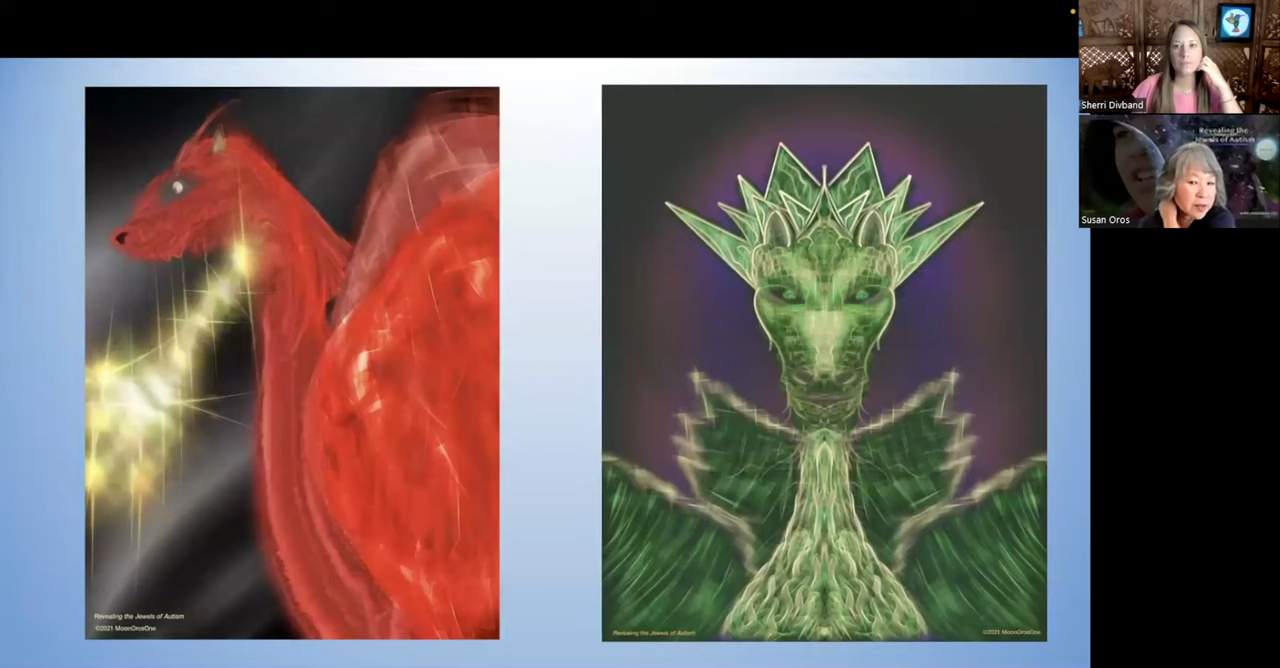 Sherri Divband
Revealing the
Jewels of Autism
Susan Oros
Revealing the Jewels of Autism
©2021 MoonOrosOne
Revealing the Jewels of Autism
©2021 MoonOrosOne